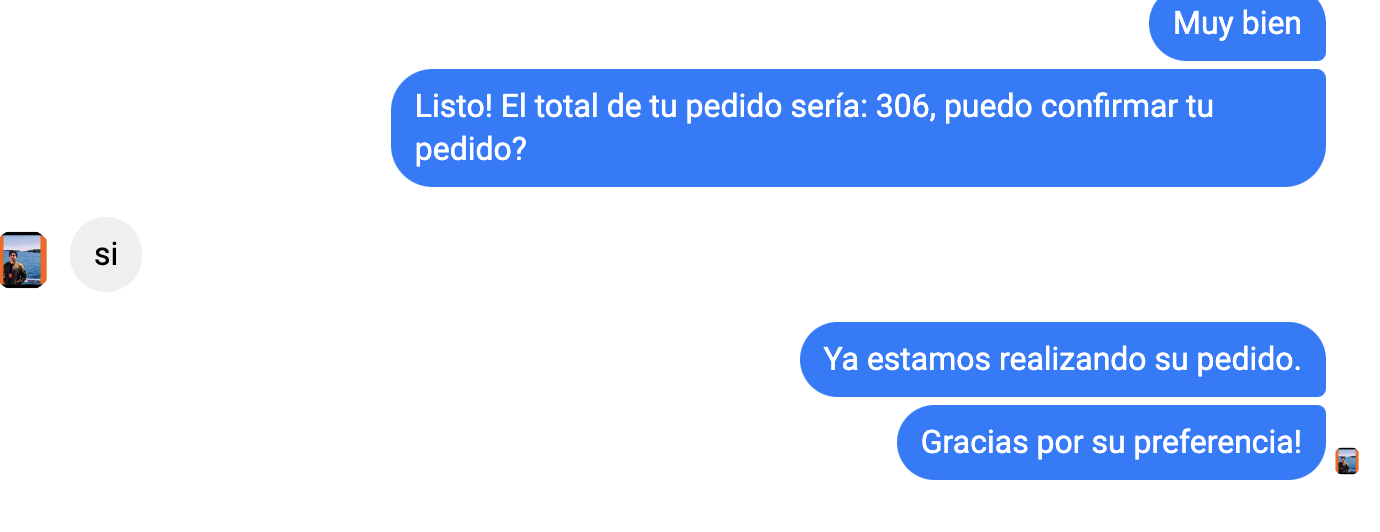 Muy bien
Listo! El total de tu pedido sería: 306, puedo confirmar tu
pedido?
si
Ya estamos realizando su pedido.
Gracias por su preferencia!